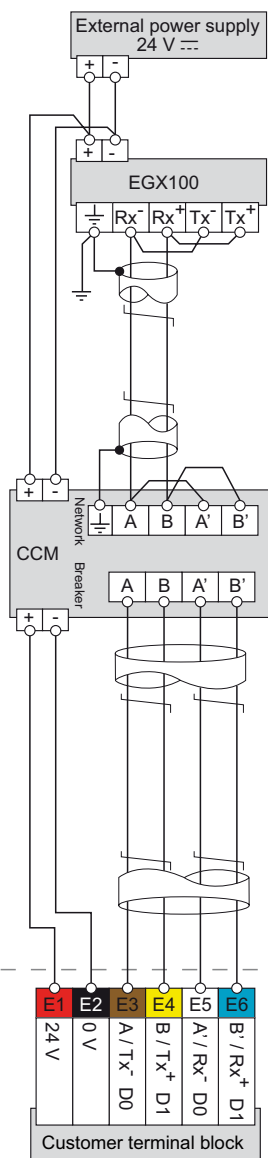 External power supply
24 V ⎓
+ -
+ -
EGX100
⏚ Rx- Rx+ Tx- Tx+
+ -
Network
⏚ A B A' B'
CCM
Breaker
A B A' B'
+ -
E1 E2 E3 E4 E5 E6
24 V
0 V
A / Tx- D0
B / Tx+ D1
A' / Rx- D0
B' / Rx+ D1
Customer terminal block